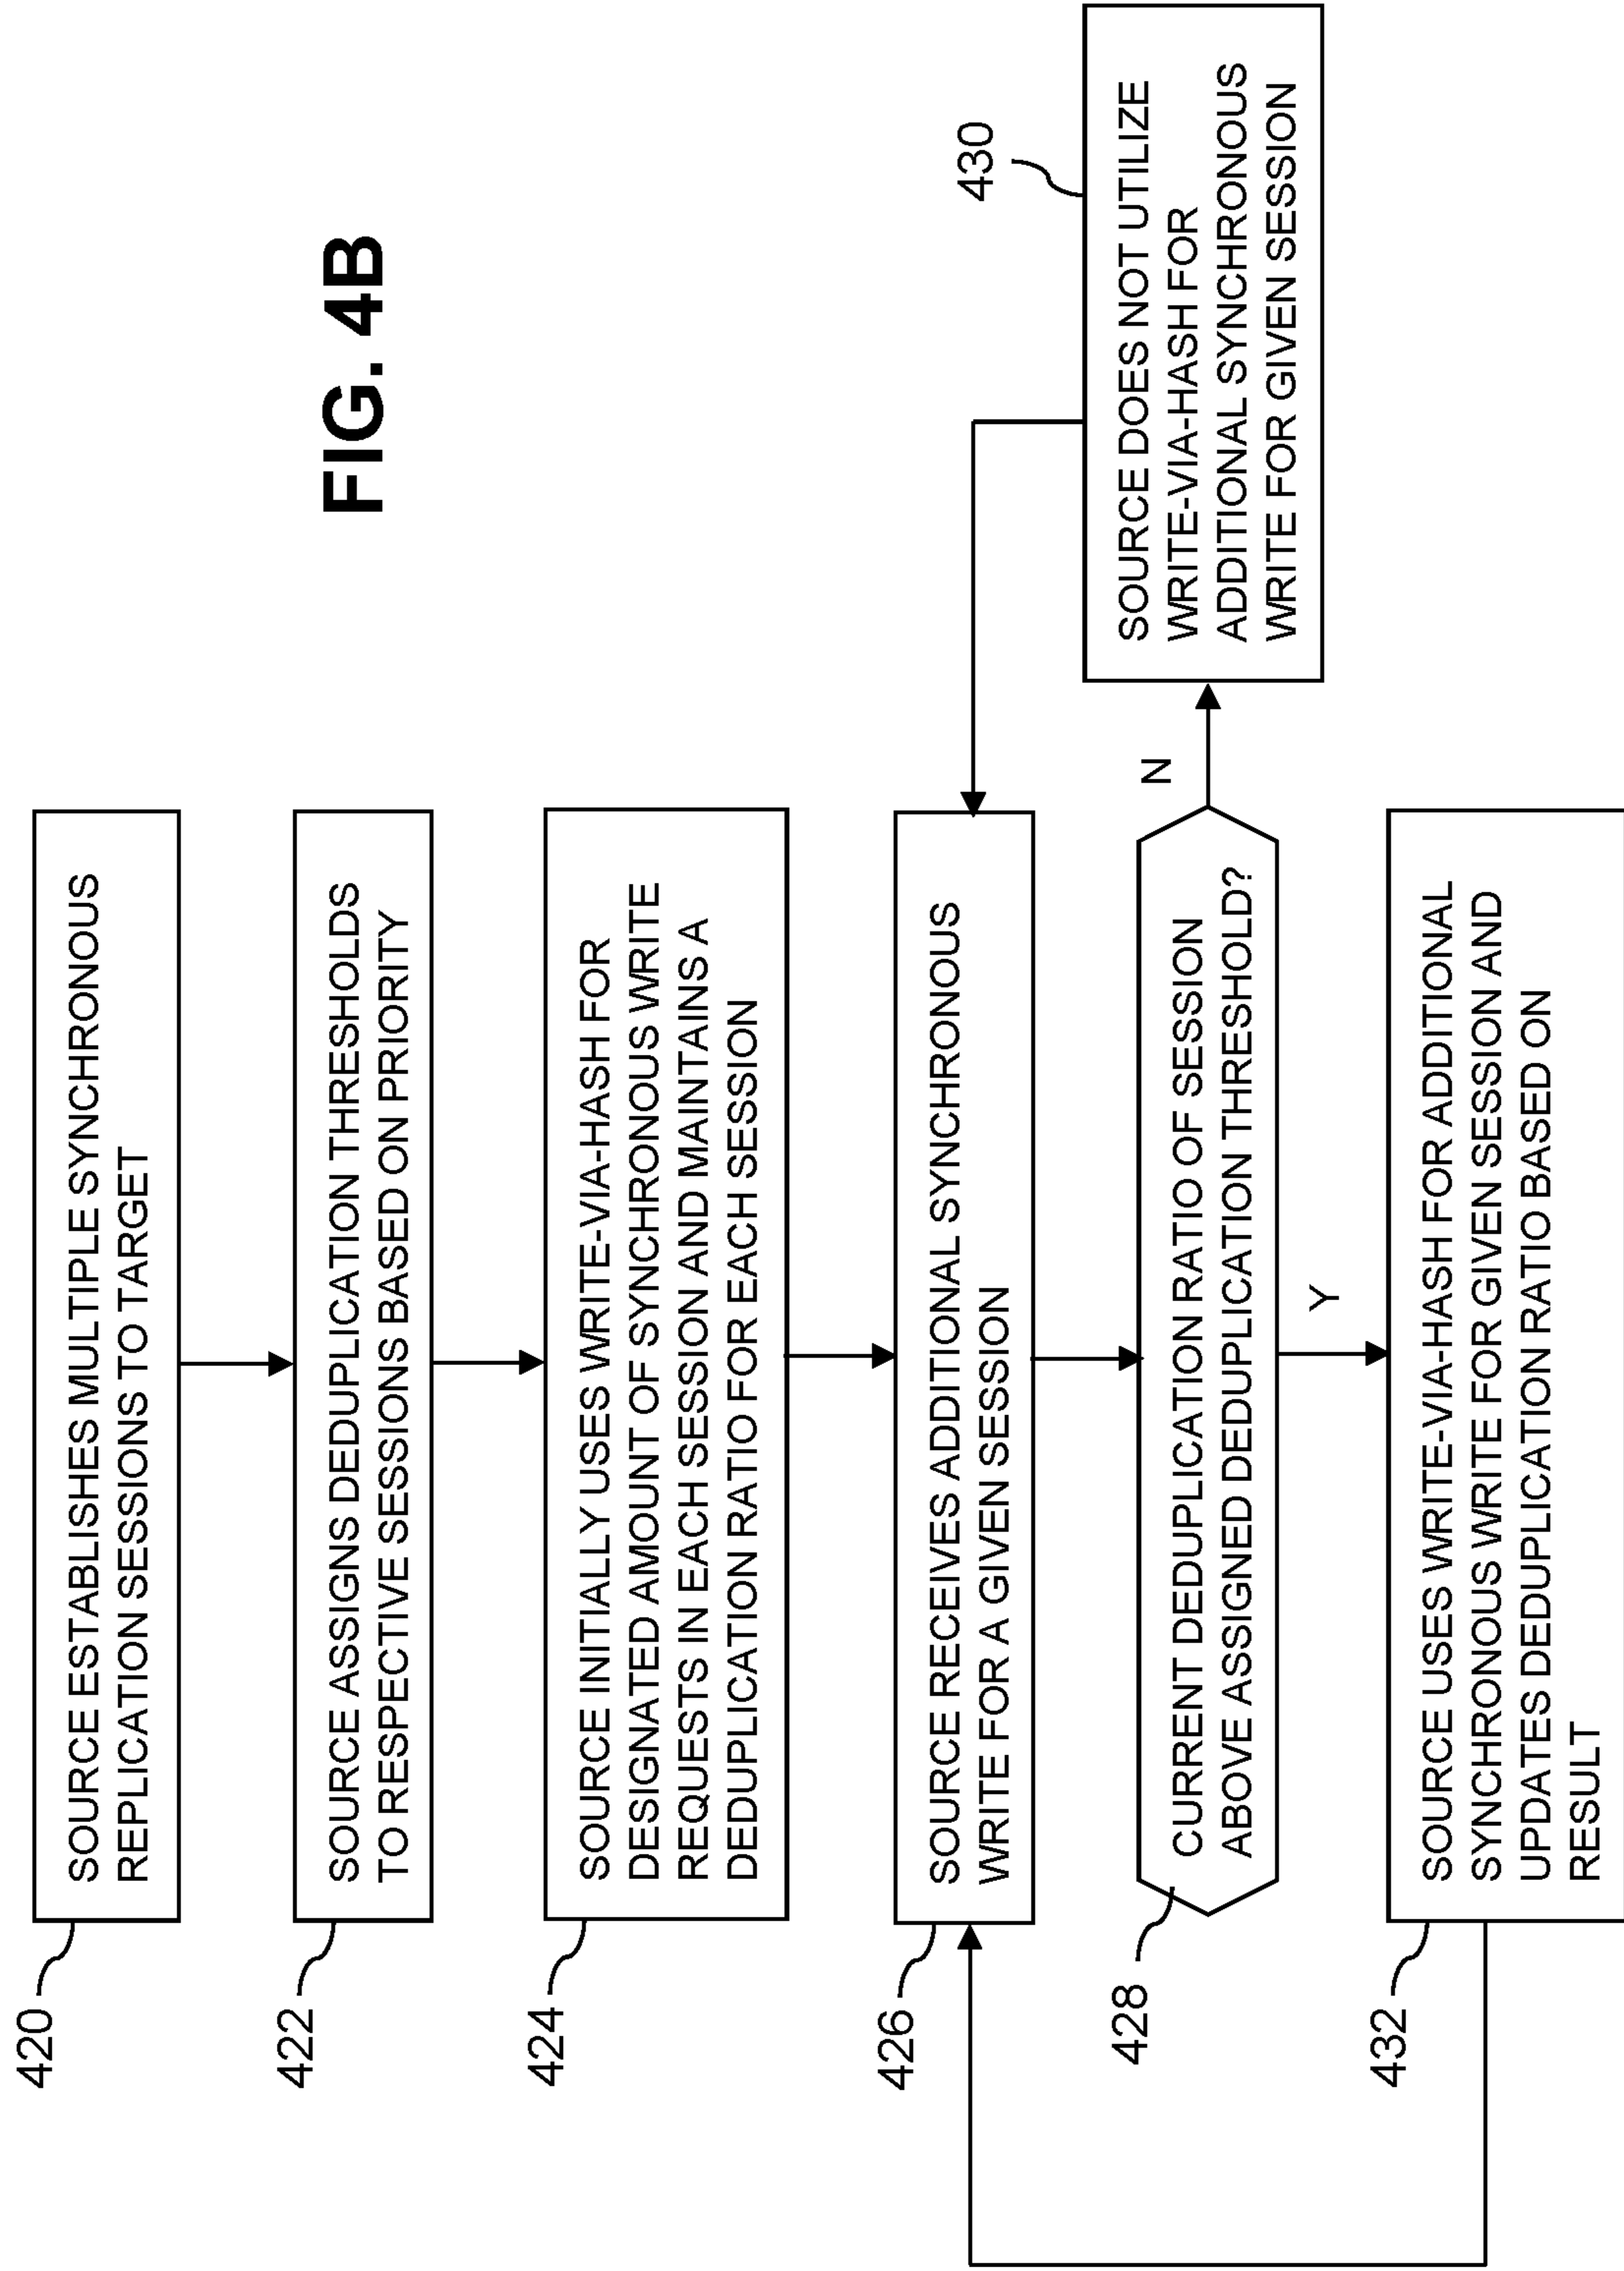 420
SOURCE ESTABLISHES MULTIPLE SYNCHRONOUS
REPLICATION SESSIONS TO TARGET
422
SOURCE ASSIGNS DEDUPLICATION THRESHOLDS
TO RESPECTIVE SESSIONS BASED ON PRIORITY
FIG. 4B
424
SOURCE INITIALLY USES WRITE-VIA-HASH FOR
DESIGNATED AMOUNT OF SYNCHRONOUS WRITE
REQUESTS IN EACH SESSION AND MAINTAINS A
DEDUPLICATION RATIO FOR EACH SESSION
426
SOURCE RECEIVES ADDITIONAL SYNCHRONOUS
WRITE FOR A GIVEN SESSION
428
CURRENT DEDUPLICATION RATIO OF SESSION
ABOVE ASSIGNED DEDUPLICATION THRESHOLD?
N
430
SOURCE DOES NOT UTILIZE
WRITE-VIA-HASH FOR
ADDITIONAL SYNCHRONOUS
WRITE FOR GIVEN SESSION
Y
432
SOURCE USES WRITE-VIA-HASH FOR ADDITIONAL
SYNCHRONOUS WRITE FOR GIVEN SESSION AND
UPDATES DEDUPLICATION RATIO BASED ON
RESULT